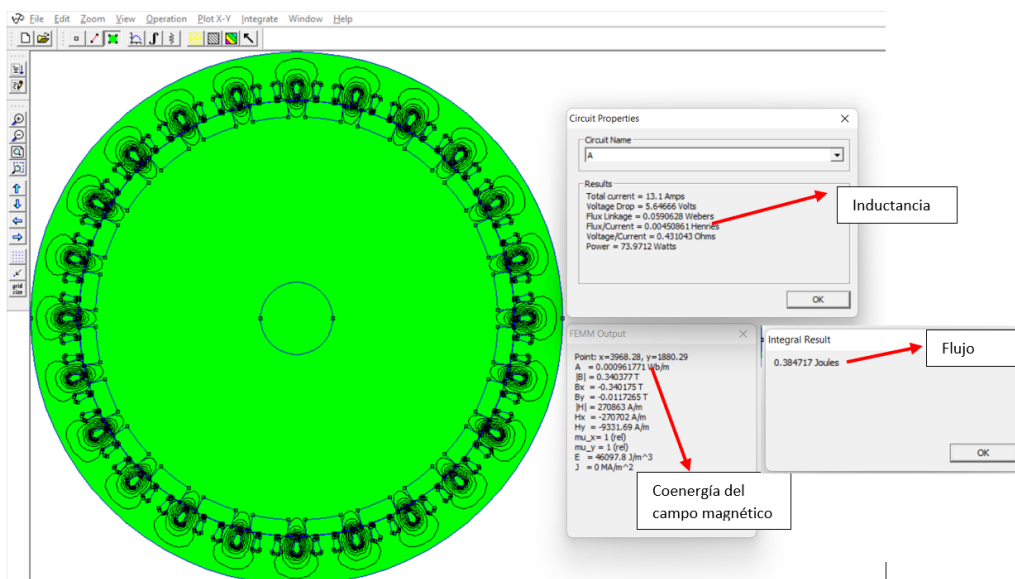 File Edit Zoom View Operation Plot X-Y Integrate Window Help
grid
size
Circuit Properties
Circuit Name
A
Results
Total current = 13.1 Amps
Voltage Drop = 5.64666 Volts
Flux Linkage = 0.0590628 Webers
Flux/Current = 0.00450861 Henries
Voltage/Current = 0.431043 Ohms
Power = 73.9712 Watts
OK
Inductancia
FEMM Output
Point: x=3968.28, y=1880.29
A = 0.000961771 Wb/m
|B| = 0.340377 T
Bx = -0.340175 T
By = -0.0117265 T
|H| = 270863 A/m
Hx = -270702 A/m
Hy = -9331.69 A/m
mu_x= 1 (rel)
mu_y = 1 (rel)
E = 46097.8 J/m^3
J = 0 MA/m^2
Coenergía del
campo magnético
Integral Result
0.384717 Joules
OK
Flujo